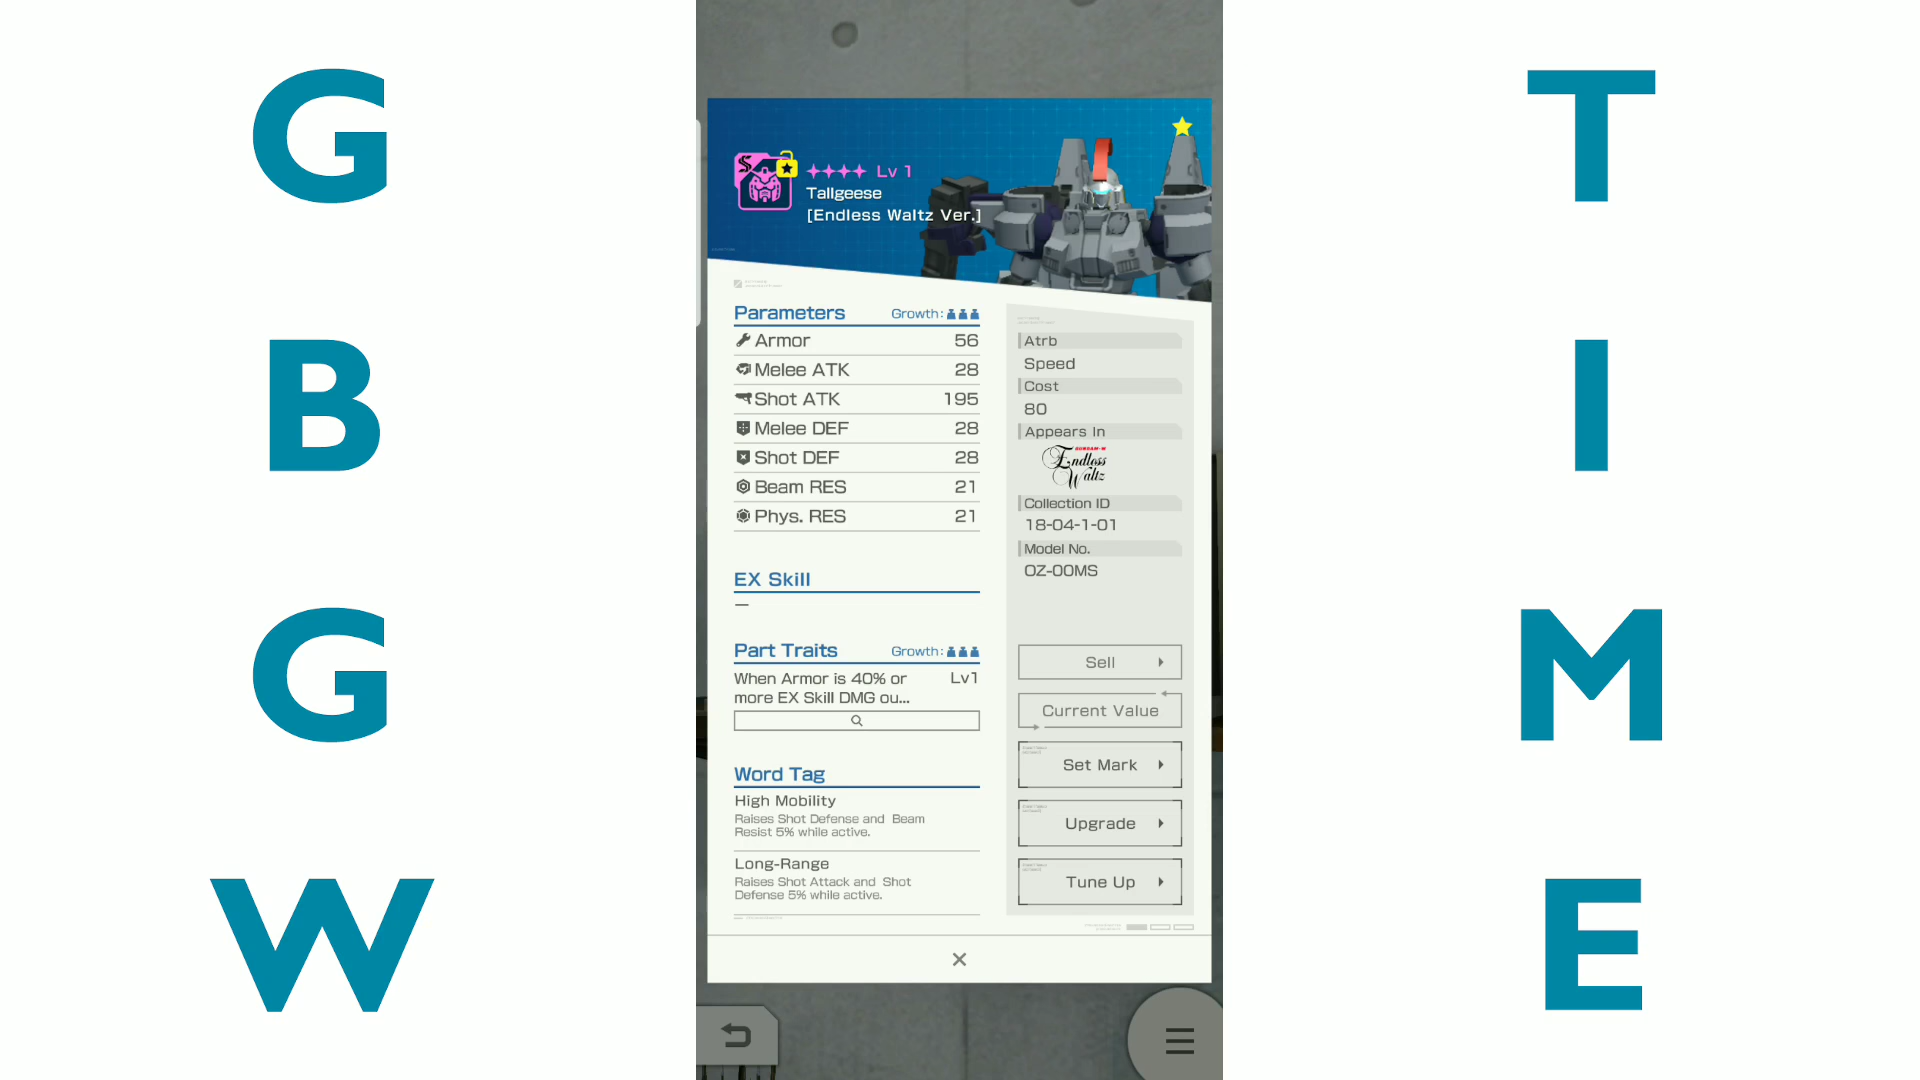 G
B
G
W
T
I
M
E
S
Lv 1
Tallgeese
[Endless Waltz Ver.]
Parameters
Growth:
Armor 56
Melee ATK 28
Shot ATK 195
Melee DEF 28
Shot DEF 28
Beam RES 21
Phys. RES 21
EX Skill
—
Part Traits
Growth:
When Armor is 40% or
more EX Skill DMG ou...
Lv1
Word Tag
High Mobility
Raises Shot Defense and Beam
Resist 5% while active.
Long-Range
Raises Shot Attack and Shot
Defense 5% while active.
Atrb
Speed
Cost
80
Appears In
GUNDAM-W
Endless
Waltz
Collection ID
18-04-1-01
Model No.
OZ-00MS
Sell
Current Value
Set Mark
Upgrade
Tune Up